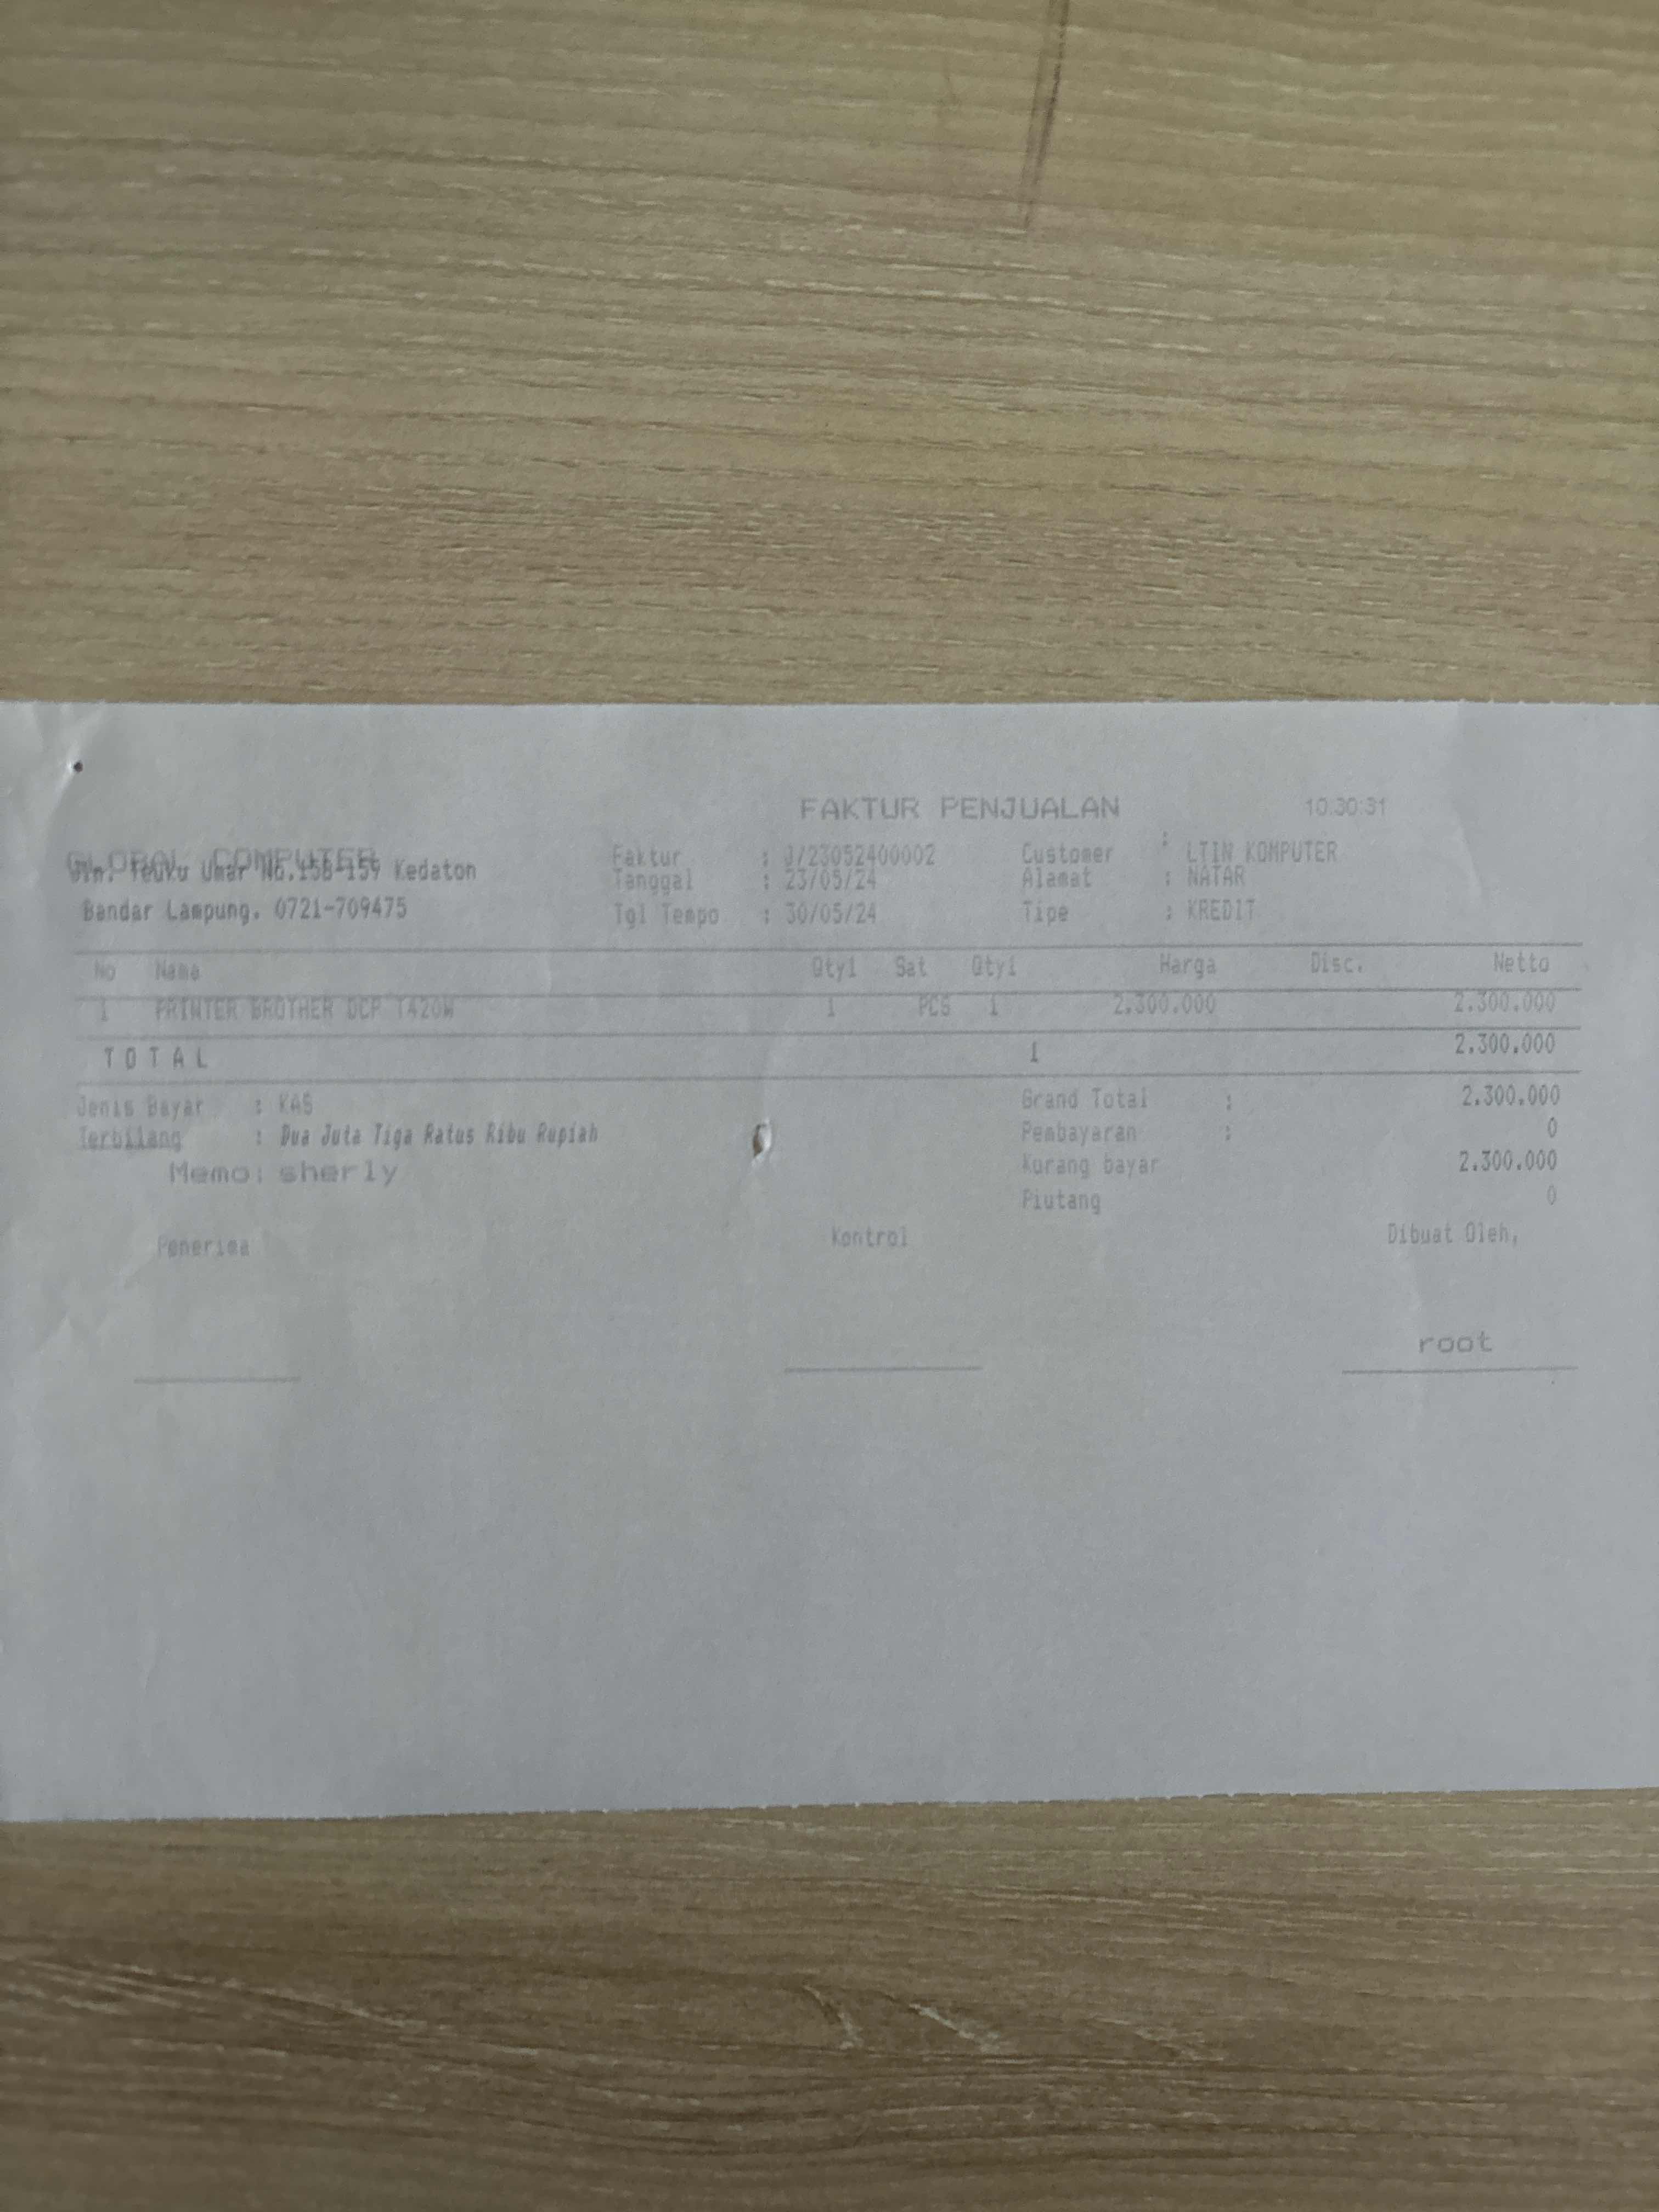 FAKTUR PENJUALAN 10:30:31
GLOBAL COMPUTER
Jln. Teuku Umar No.158-159 Kedaton
Bandar Lampung. 0721-709475
Faktur : J/23052400002
Tanggal : 23/05/24
Tgl Tempo : 30/05/24
Customer : LTIN KOMPUTER
Alamat : NATAR
Tipe : KREDIT
No Nama Qty1 Sat Qty1 Harga Disc. Netto
1 PRINTER BROTHER DCP T420W 1 PCS 1 2.300.000 2.300.000
T O T A L 1 2.300.000
Jenis Bayar : KAS
Terbilang : Dua Juta Tiga Ratus Ribu Rupiah
Memo: sherly
Grand Total : 2.300.000
Pembayaran : 0
Kurang bayar 2.300.000
Piutang 0
Penerima Kontrol Dibuat Oleh,
root